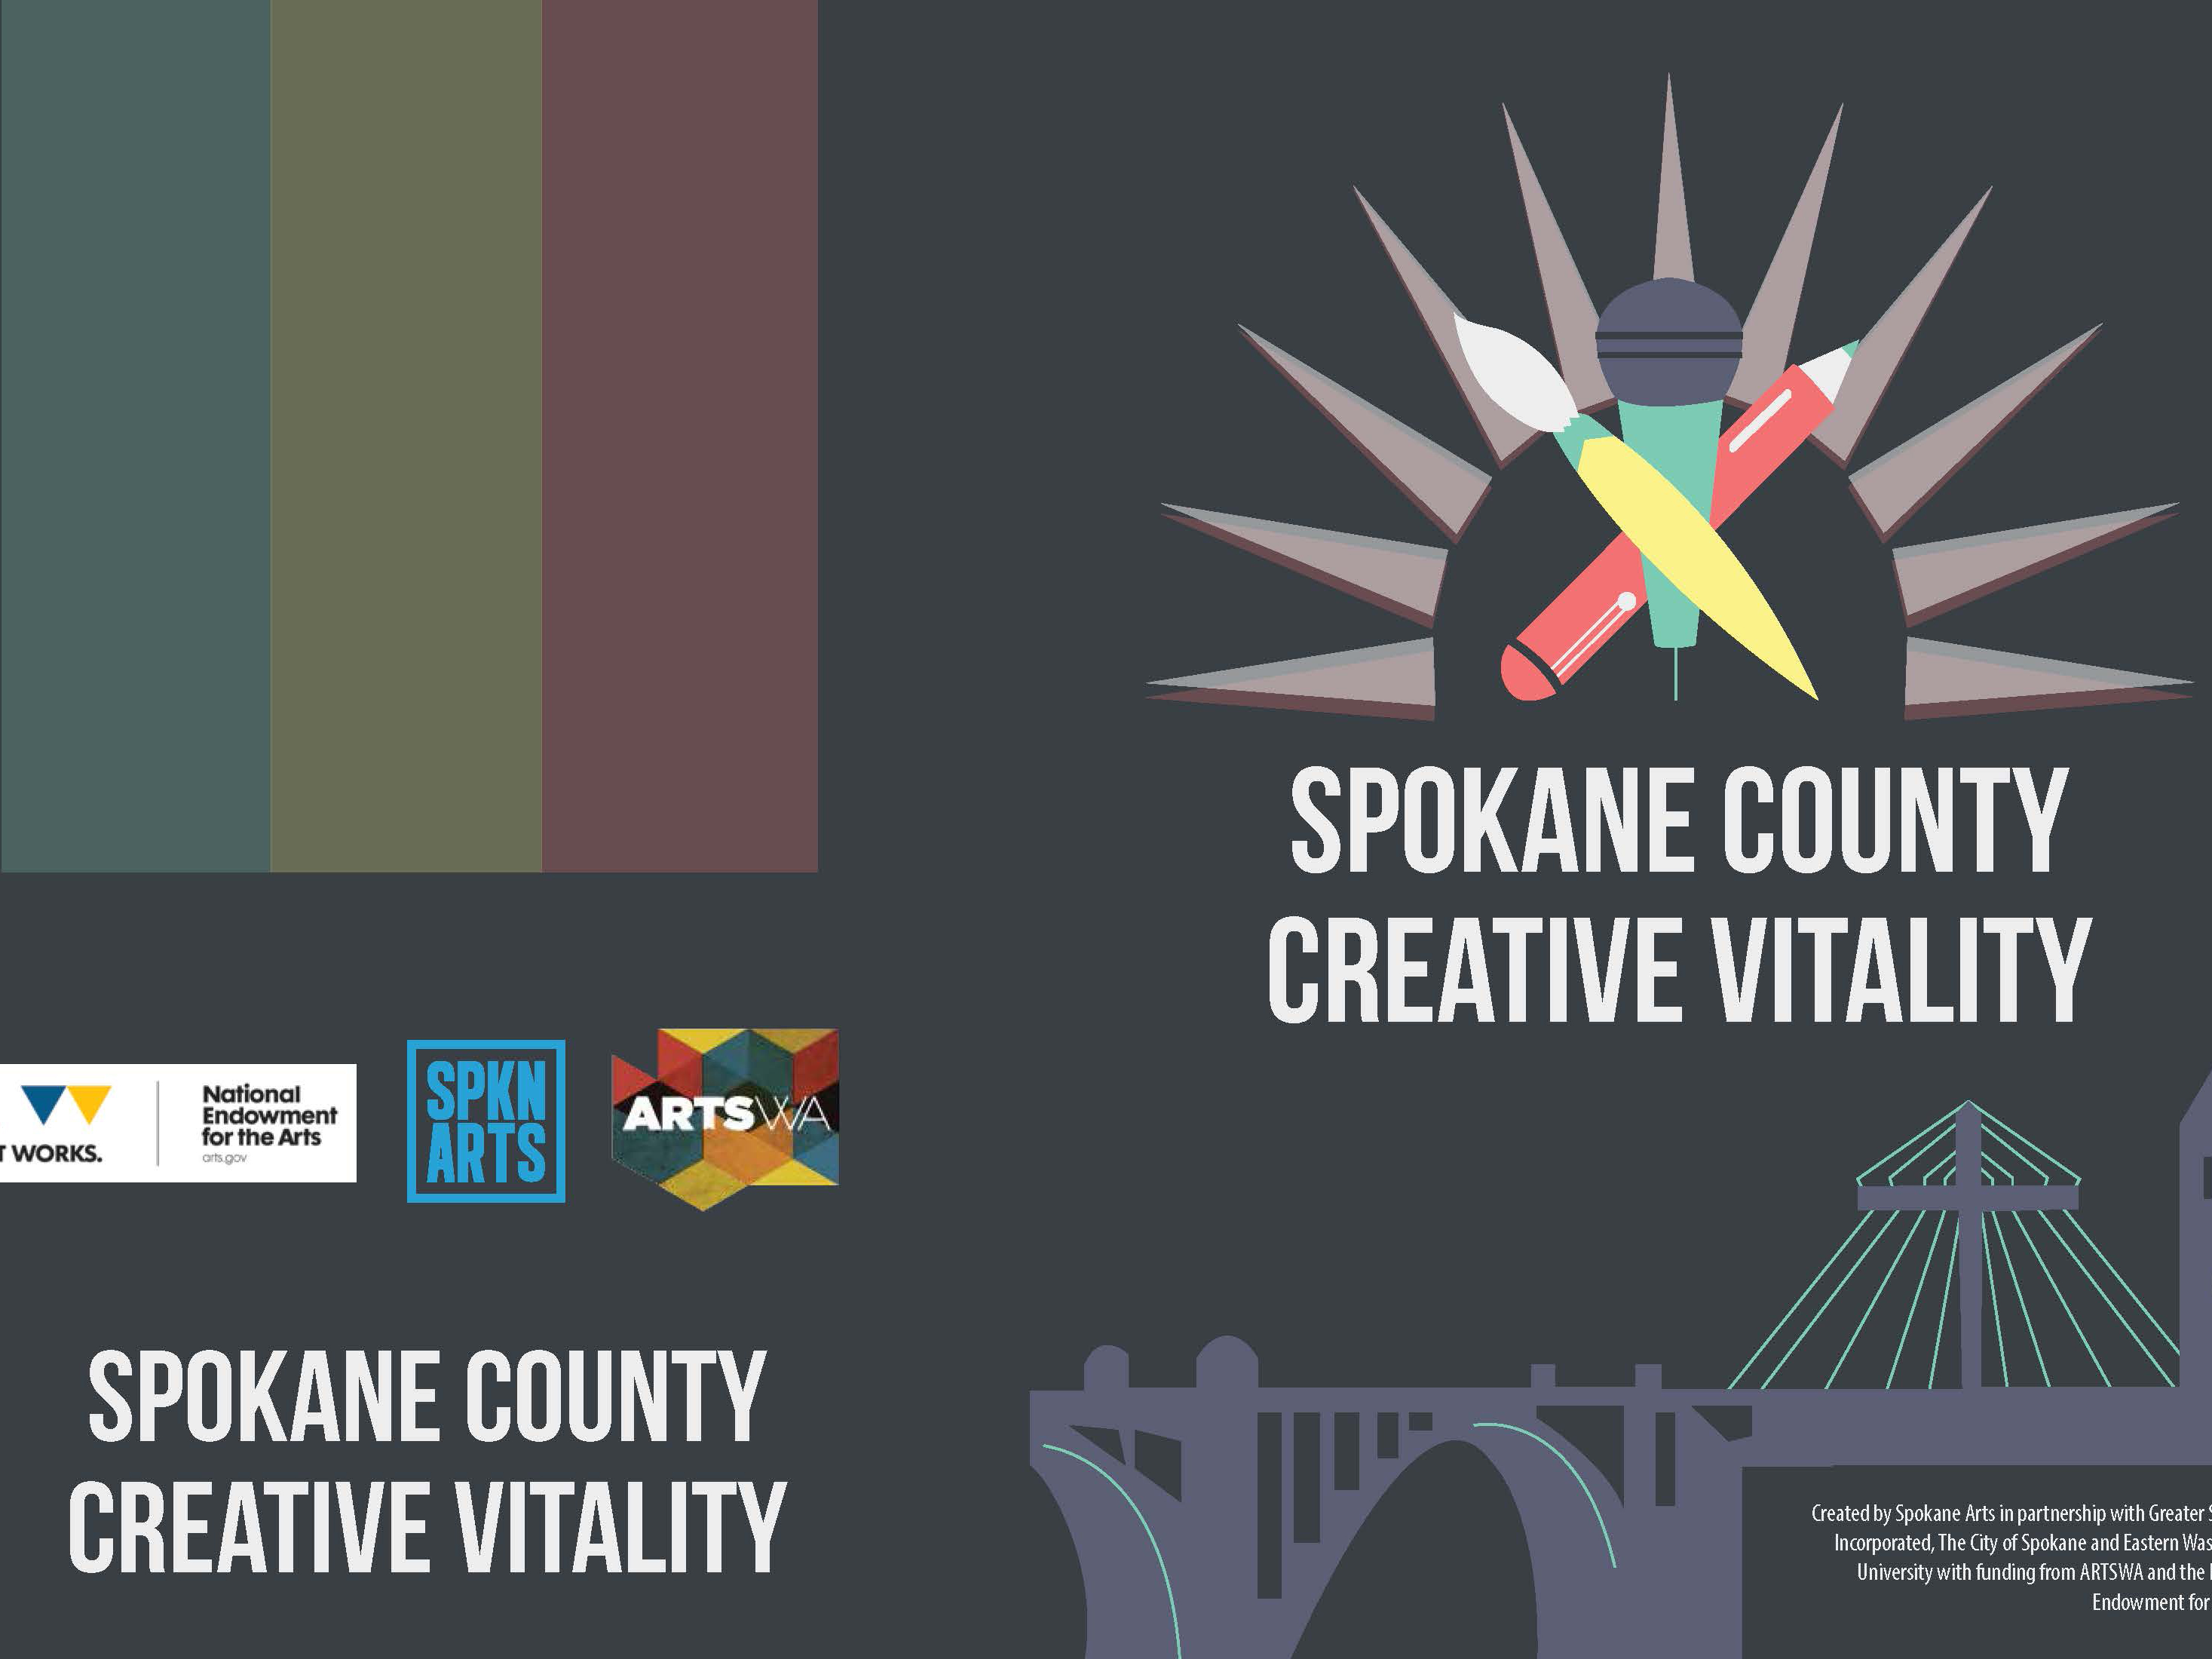 SPOKANE COUNTY
CREATIVE VITALITY
T WORKS.
National
Endowment
for the Arts
arts.gov
SPKN
ARTS
ARTSWA
SPOKANE COUNTY
CREATIVE VITALITY
Created by Spokane Arts in partnership with Greater
Incorporated, The City of Spokane and Eastern
University with funding from ARTSWA and the
Endowment for